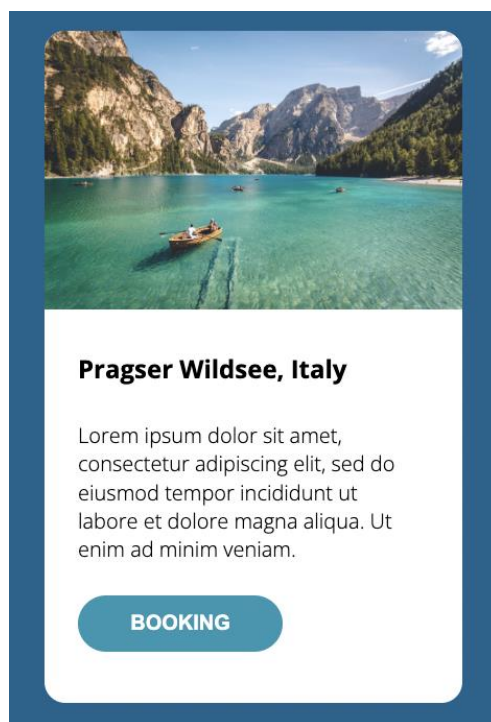 Pragser Wildsee, Italy
Lorem ipsum dolor sit amet,
consectetur adipiscing elit, sed do
eiusmod tempor incididunt ut
labore et dolore magna aliqua. Ut
enim ad minim veniam.
BOOKING